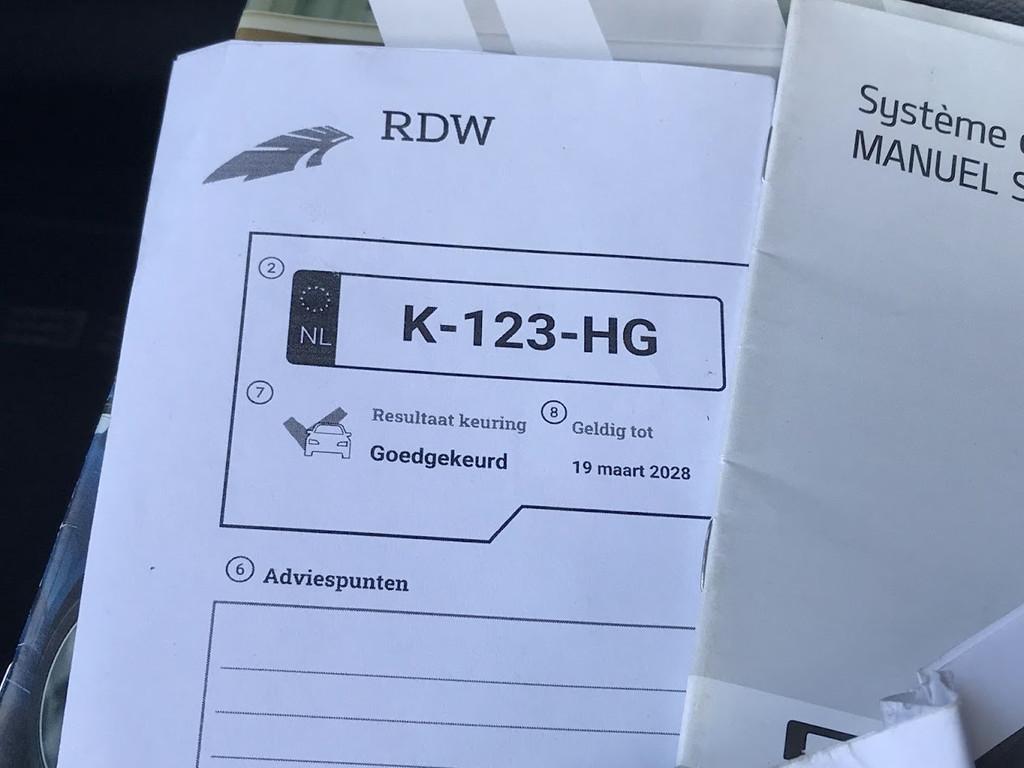 RDW
2
NL
K-123-HG
7
Resultaat keuring
8
Geldig tot
Goedgekeurd
19 maart 2028
6
Adviespunten
Système
MANUEL